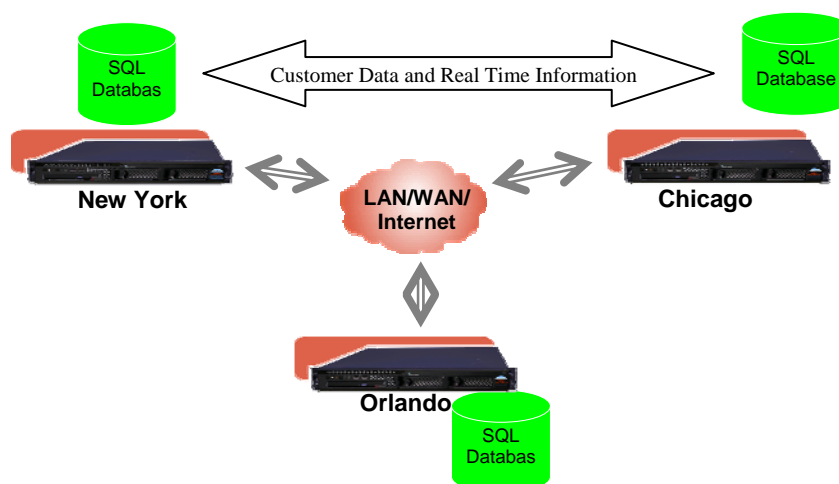 SQL
Databas
Customer Data and Real Time Information
SQL
Database
New York
Chicago
LAN/WAN/
Internet
Orlando
SQL
Databas